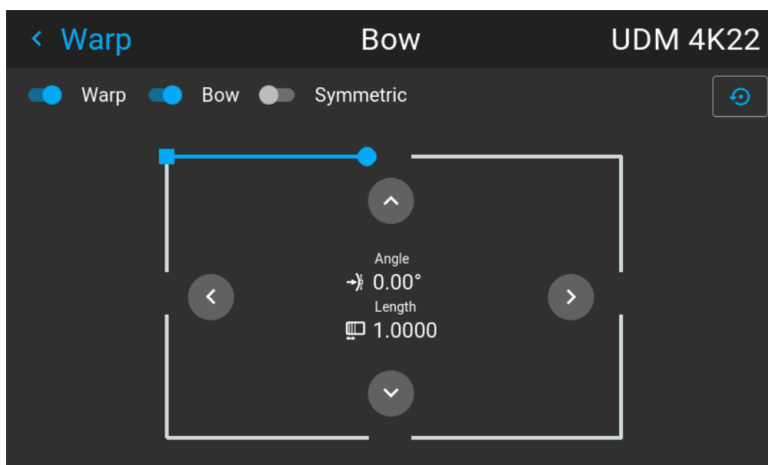 Warp Bow UDM 4K22
Warp Bow Symmetric
Angle
0.00°
Length
1.0000